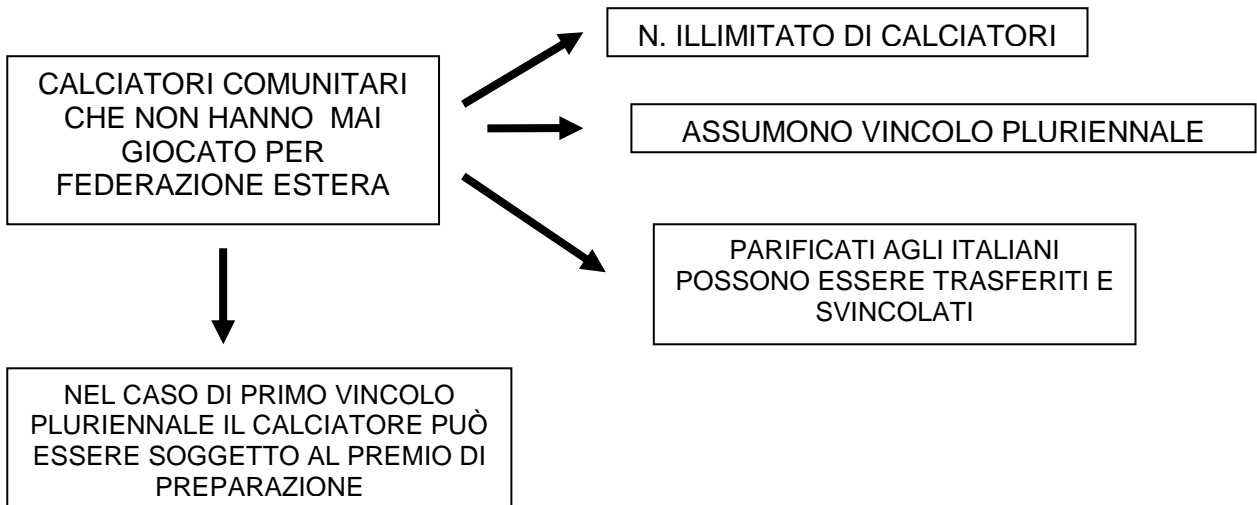 N. ILLIMITATO DI CALCIATORI
CALCIATORI COMUNITARI
CHE NON HANNO MAI
GIOCATO PER
FEDERAZIONE ESTERA
ASSUMONO VINCOLO PLURIENNALE
PARIFICATI AGLI ITALIANI
POSSONO ESSERE TRASFERITI E
SVINCOLATI
NEL CASO DI PRIMO VINCOLO
PLURIENNALE IL CALCIATORE PUÒ
ESSERE SOGGETTO AL PREMIO DI
PREPARAZIONE